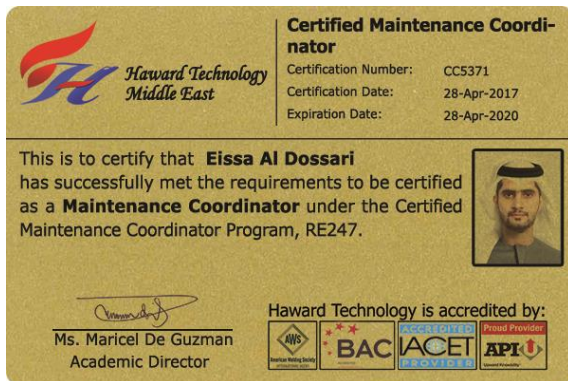 Haward Technology
Middle East
Certified Maintenance Coordi-
nator
Certification Number: CC5371
Certification Date: 28-Apr-2017
Expiration Date: 28-Apr-2020
This is to certify that Eissa Al Dossari
has successfully met the requirements to be certified
as a Maintenance Coordinator under the Certified
Maintenance Coordinator Program, RE247.
Ms. Maricel De Guzman
Academic Director
Haward Technology is accredited by:
AWS
American Welding Society
BAC
ACCREDITED
IACET
PROVIDER
Proud Provider
API